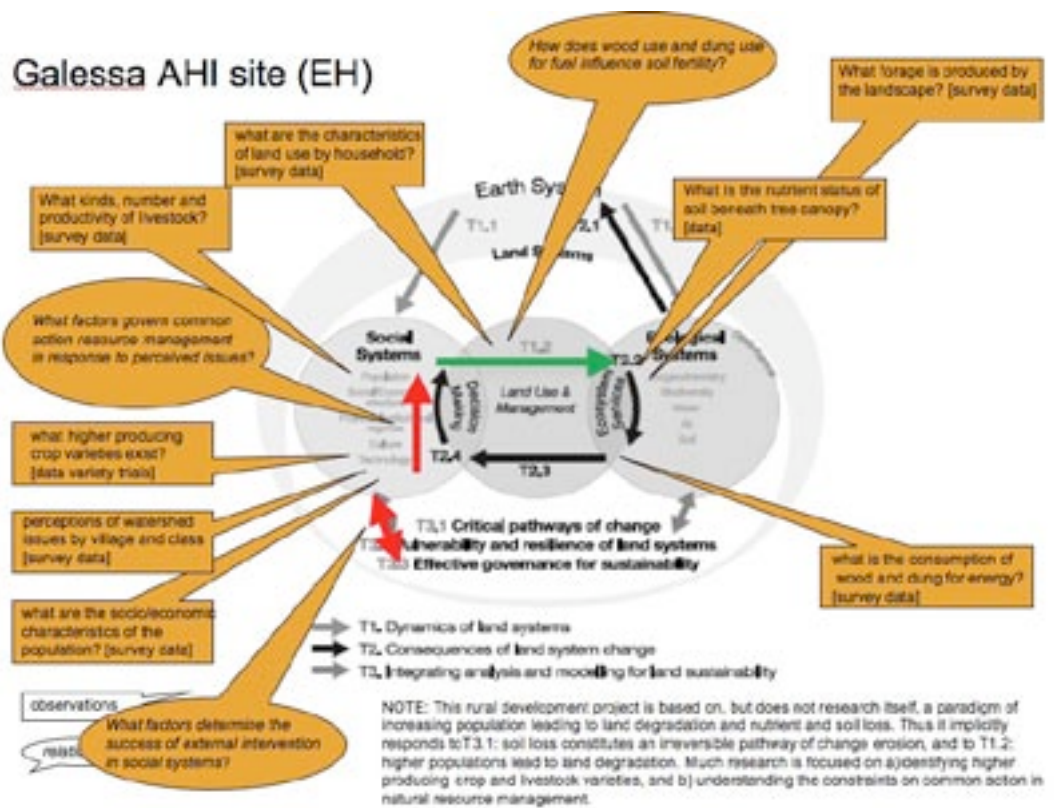 Galessa AHI site (EH)
How does wood use and dung use
for fuel influence soil fertility?
What forage is produced by
the landscape? [survey data]
what are the characteristics
of land use by household?
[survey data]
What kinds, number and
productivity of livestock?
[survey data]
What is the nutrient status of
soil beneath tree canopy?
[data]
Earth
T1.1
2.1
T1.
Land
What factors govern common
action resource management
in response to perceived issues?
Social
Systems
Population
Culture
Technology
Decision
Making
T1.2
Land Use &
Management
Ecosystem
Services
Systems
Biogeochemistry
Biodiversity
Water
Air
Soil
T2.4
T2.3
what higher producing
crop varieties exist?
[data variety trials]
perceptions of watershed
issues by village and class
[survey data]
what are the socio/economic
characteristics of the
population? [survey data]
what is the consumption of
wood and dung for energy?
[survey data]
T3.1 Critical pathways of change
and resilience of land systems
Effective governance for sustainability
T1. Dynamics of land systems
T2. Consequences of land system change
T3. Integrating analysis and modelling for land sustainability
observations
What factors determine the
success of external intervention
in social systems?
NOTE: This rural development project is based on, but does not research itself, a paradigm of
increasing population leading to land degradation and nutrient and soil loss. Thus it implicitly
responds to T3.1: soil loss constitutes an irreversible pathway of change erosion, and to T1.2:
higher populations lead to land degradation. Much research is focused on a)identifying higher
producing crop and livestock varieties, and b) understanding the constraints on common action in
natural resource management.